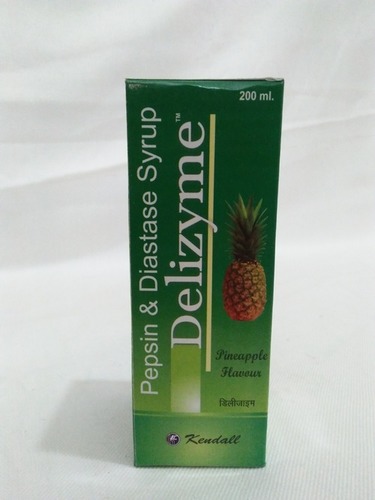 200 ml.
Pepsin & Diastase Syrup
Delizyme™
Pineapple
Flavour
डिलीजाइम
Kendall